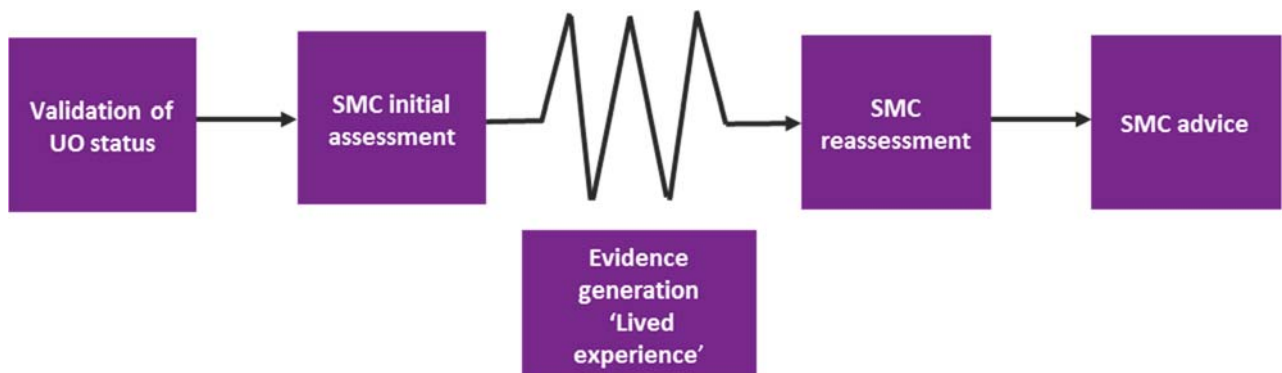 Validation of
UO status
SMC initial
assessment
SMC
reassessment
SMC advice
Evidence
generation
‘Lived
experience’